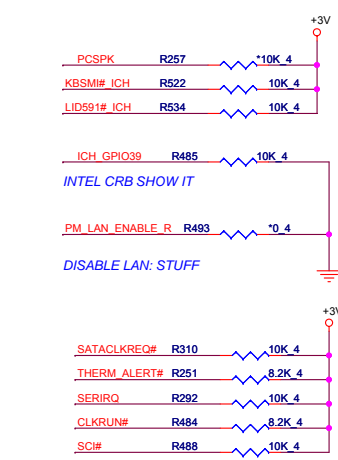 +3V
PCSPK R257 *10K_4
KBSMI#_ICH R522 10K_4
LID591#_ICH R534 10K_4
ICH_GPIO39 R485 10K_4
INTEL CRB SHOW IT
PM_LAN_ENABLE_R R493 *0_4
DISABLE LAN: STUFF
+3V
SATACLKREQ# R310 10K_4
THERM_ALERT# R251 8.2K_4
SERIRQ R292 10K_4
CLKRUN# R484 8.2K_4
SCI# R488 10K_4